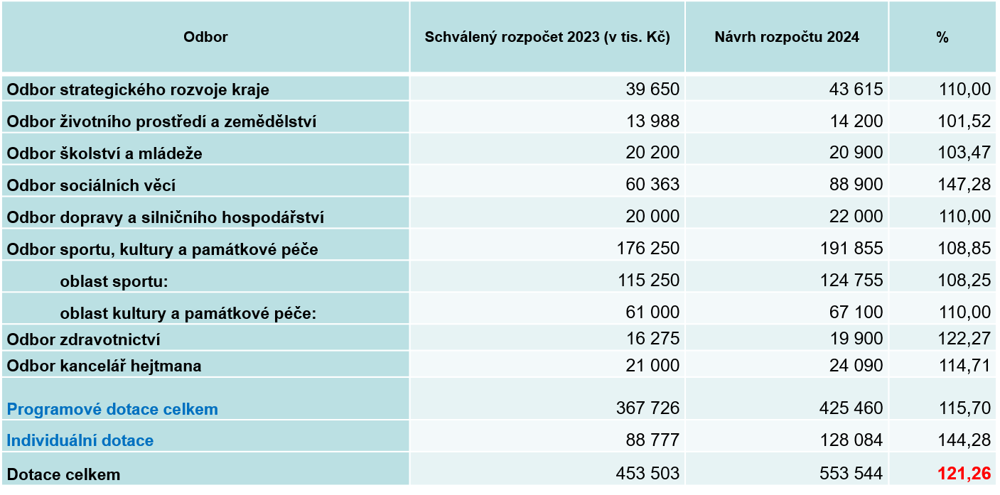 Odbor Schválený rozpočet 2023 (v tis. Kč) Návrh rozpočtu 2024 %
Odbor strategického rozvoje kraje 39 650 43 615 110,00
Odbor životního prostředí a zemědělství 13 988 14 200 101,52
Odbor školství a mládeže 20 200 20 900 103,47
Odbor sociálních věcí 60 363 88 900 147,28
Odbor dopravy a silničního hospodářství 20 000 22 000 110,00
Odbor sportu, kultury a památkové péče 176 250 191 855 108,85
oblast sportu: 115 250 124 755 108,25
oblast kultury a památkové péče: 61 000 67 100 110,00
Odbor zdravotnictví 16 275 19 900 122,27
Odbor kancelář hejtmana 21 000 24 090 114,71
Programové dotace celkem 367 726 425 460 115,70
Individuální dotace 88 777 128 084 144,28
Dotace celkem 453 503 553 544 121,26